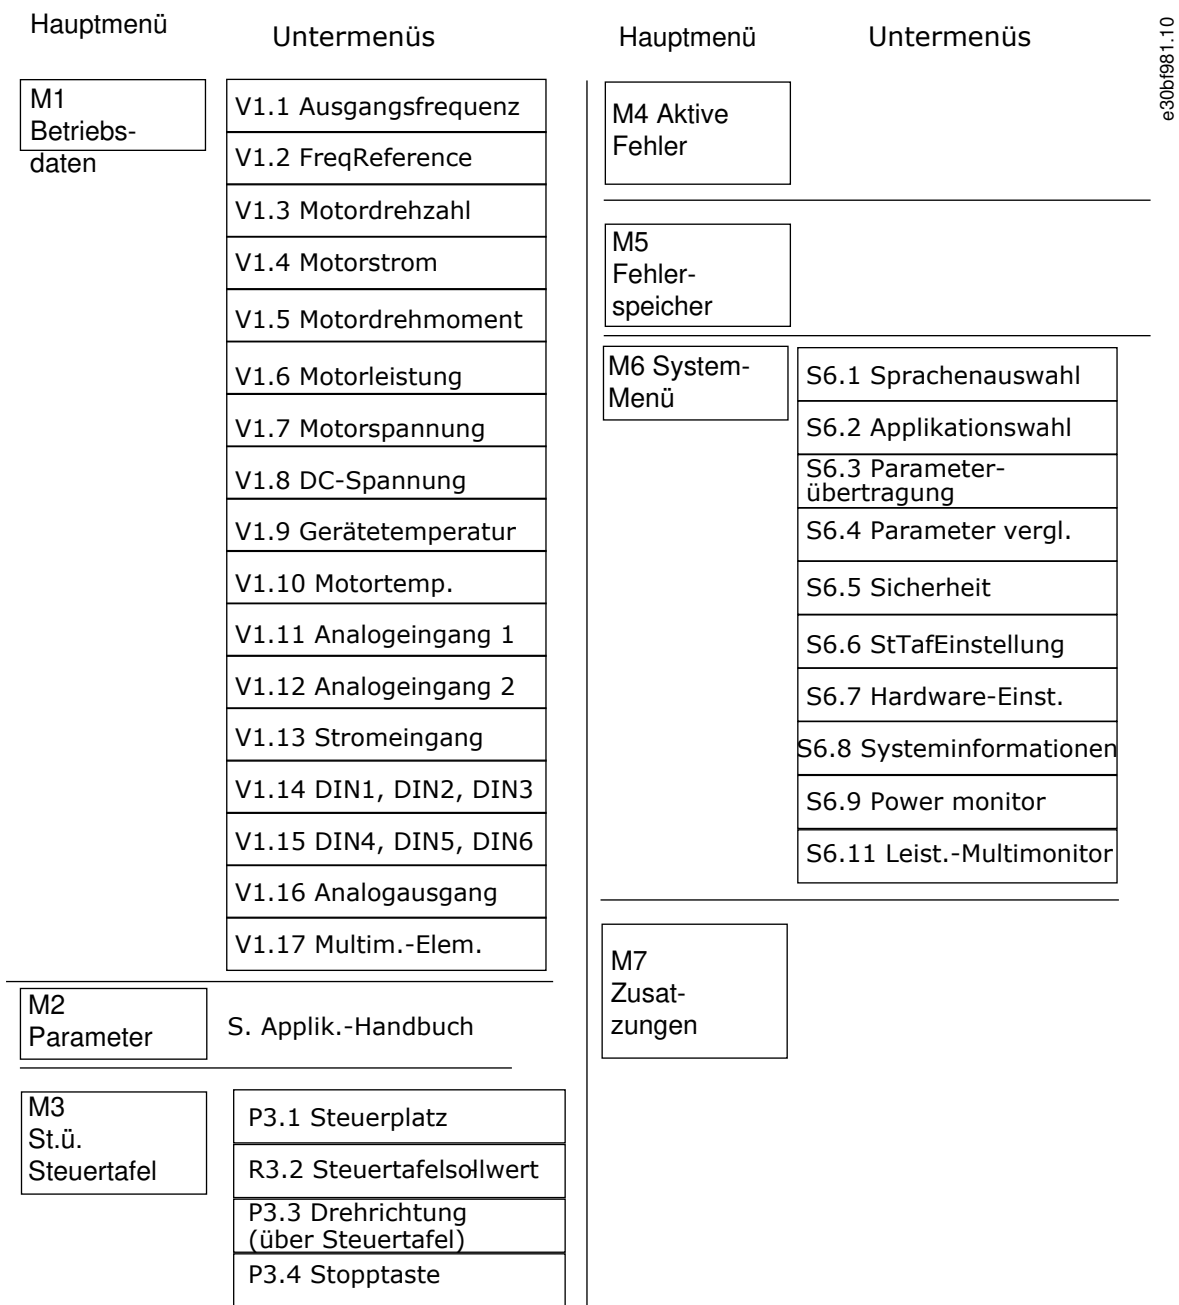 Hauptmenü
Untermenüs
M1
Betriebs-
daten
V1.1 Ausgangsfrequenz
V1.2 FreqReference
V1.3 Motordrehzahl
V1.4 Motorstrom
V1.5 Motordrehmoment
V1.6 Motorleistung
V1.7 Motorspannung
V1.8 DC-Spannung
V1.9 Gerätetemperatur
V1.10 Motortemp.
V1.11 Analogeingang 1
V1.12 Analogeingang 2
V1.13 Stromeingang
V1.14 DIN1, DIN2, DIN3
V1.15 DIN4, DIN5, DIN6
V1.16 Analogausgang
V1.17 Multim.-Elem.
M2
Parameter
S. Applik.-Handbuch
M3
St.ü.
Steuertafel
P3.1 Steuerplatz
R3.2 Steuertafelsollwert
P3.3 Drehrichtung
(über Steuertafel)
P3.4 Stopptaste
Hauptmenü
Untermenüs
M4 Aktive
Fehler
M5
Fehler-
speicher
M6 System-
Menü
S6.1 Sprachenauswahl
S6.2 Applikationswahl
S6.3 Parameter-
übertragung
S6.4 Parameter vergl.
S6.5 Sicherheit
S6.6 StTafEinstellung
S6.7 Hardware-Einst.
S6.8 Systeminformationen
S6.9 Power monitor
S6.11 Leist.-Multimonitor
M7
Zusat-
zungen
e30bf981.10